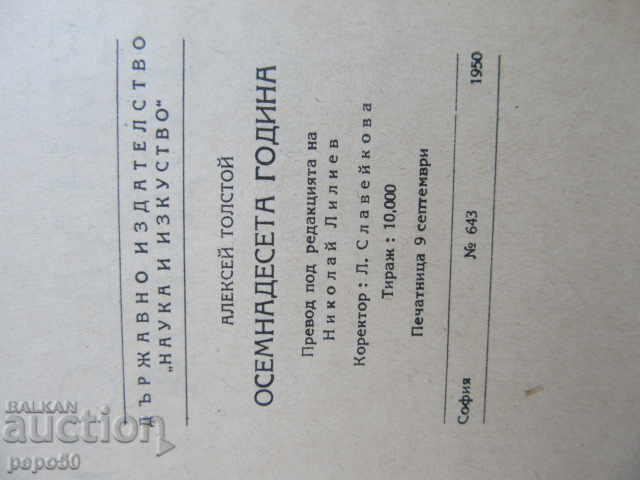 ДЪРЖАВНО ИЗДАТЕЛСТВО
„НАУКА И ИЗКУСТВО“
АЛЕКСЕЙ ТОЛСТОЙ
ОСЕМНАДЕСЕТА ГОДИНА
Превод под редакцията на
Николай Лилиев
Коректор: Л. Славейкова
Тираж: 10,000
Печатница 9 септември
София № 643 1950
BALKAN
auction
papo50